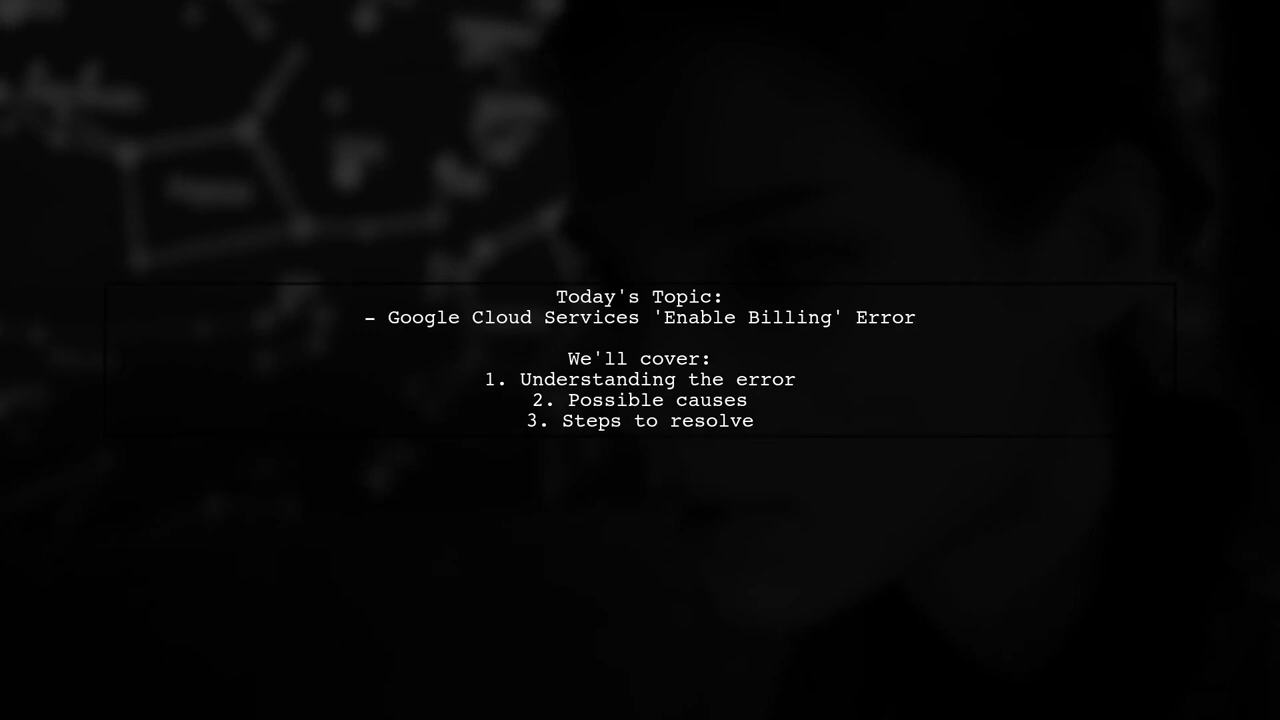 Today's Topic:
- Google Cloud Services 'Enable Billing' Error
We'll cover:
1. Understanding the error
2. Possible causes
3. Steps to resolve